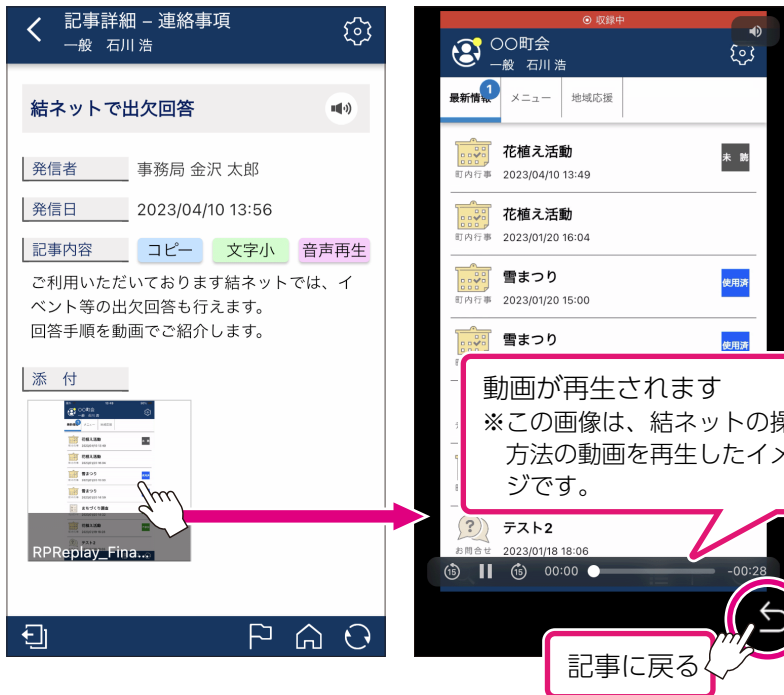 記事詳細 – 連絡事項
一般　石川 浩
結ネットで出欠回答
発信者　事務局 金沢 太郎
発信日　2023/04/10 13:56
記事内容　コピー　文字小　音声再生
ご利用いただいております結ネットでは、イ
ベント等の出欠回答も行えます。
回答手順を動画でご紹介します。
添　付
RPReplay_Fina...
収録中
〇〇町会
一般　石川 浩
最新情報　1　メニュー　地域応援
花植え活動　未 読
町内行事　2023/04/10 13:49
花植え活動
町内行事　2023/01/20 16:04
雪まつり　使用済
町内行事　2023/01/20 15:00
雪まつり　使用済
動画が再生されます
※この画像は、結ネットの操
方法の動画を再生したイメ
ジです。
テスト2
お問合せ　2023/01/18 18:06
15　15　00:00　-00:28
記事に戻る